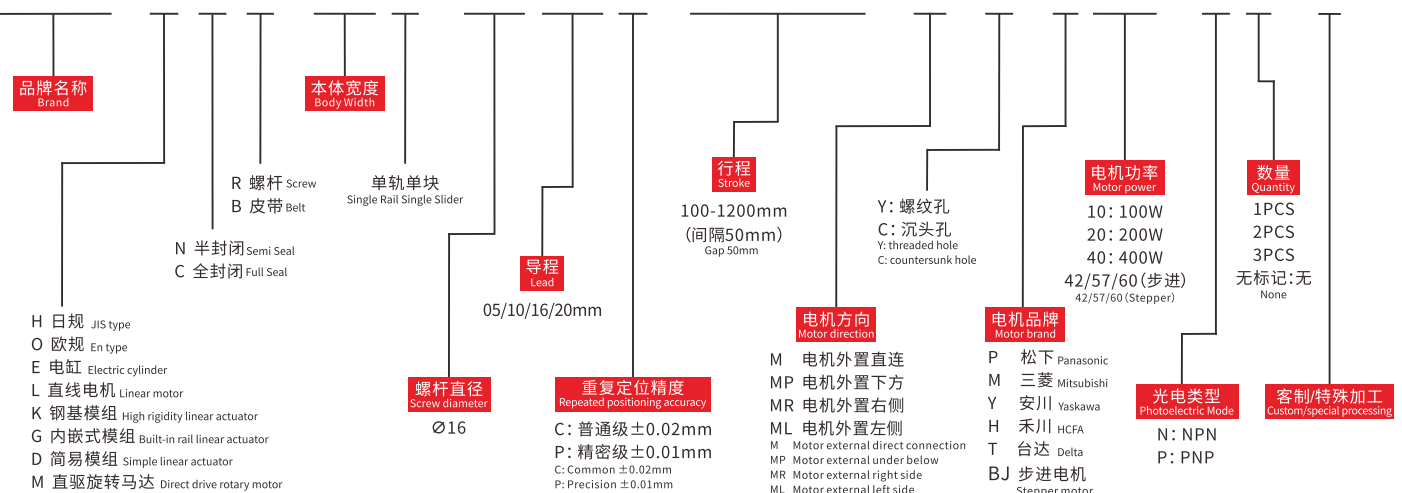 品牌名称
Brand
H 日规 JIS type
O 欧规 En type
E 电缸 Electric cylinder
L 直线电机 Linear motor
K 钢基模组 High rigidity linear actuator
G 内嵌式模组 Built-in rail linear actuator
D 简易模组 Simple linear actuator
M 直驱旋转马达 Direct drive rotary motor
N 半封闭 Semi Seal
C 全封闭 Full Seal
R 螺杆 Screw
B 皮带 Belt
本体宽度
Body Width
单轨单块
Single Rail Single Slider
螺杆直径
Screw diameter
∅16
导程
Lead
05/10/16/20mm
重复定位精度
Repeated positioning accuracy
C：普通级±0.02mm
P：精密级±0.01mm
C: Common ±0.02mm
P: Precision ±0.01mm
行程
Stroke
100-1200mm
（间隔50mm）
Gap 50mm
电机方向
Motor direction
M 电机外置直连
MP 电机外置下方
MR 电机外置右侧
ML 电机外置左侧
M Motor external direct connection
MP Motor external under below
MR Motor external right side
ML Motor external left side
Y：螺纹孔
C：沉头孔
Y: threaded hole
C: countersunk hole
电机品牌
Motor brand
P 松下 Panasonic
M 三菱 Mitsubishi
Y 安川 Yaskawa
H 禾川 HCFA
T 台达 Delta
BJ 步进电机
Stepper motor
电机功率
Motor power
10：100W
20：200W
40：400W
42/57/60（步进）
42/57/60（Stepper）
光电类型
Photoelectric Mode
N：NPN
P：PNP
数量
Quantity
1PCS
2PCS
3PCS
无标记：无
None
客制/特殊加工
Custom/special processing